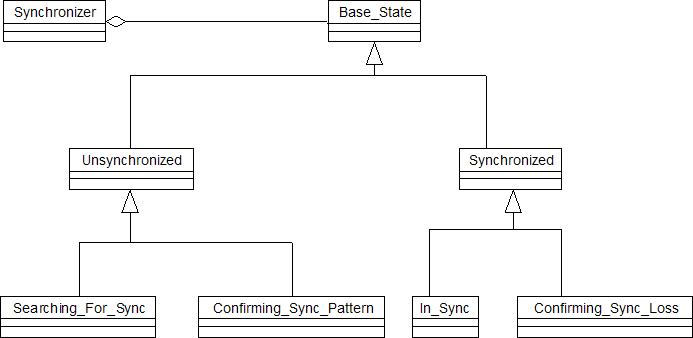 Synchronizer
Base_State
Unsynchronized
Synchronized
Searching_For_Sync
Confirming_Sync_Pattern
In_Sync
Confirming_Sync_Loss